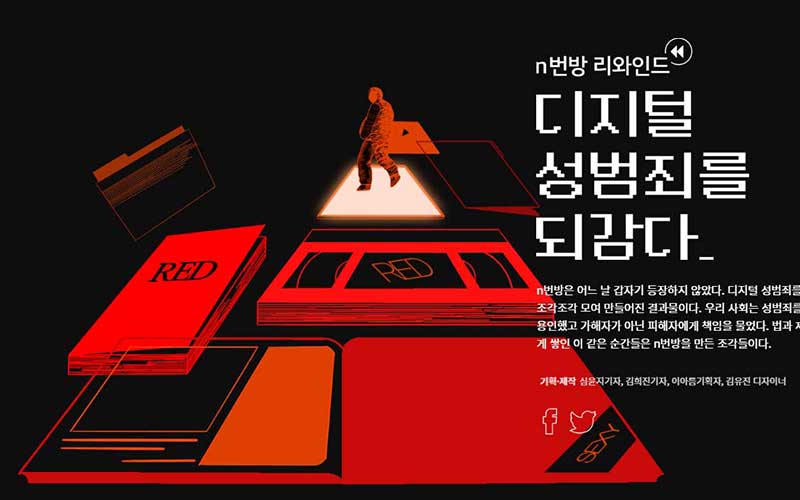 n번방 리와인드
디지털
성범죄를
되감다_
n번방은 어느 날 갑자기 등장하지 않았다. 디지털 성범죄를
조각조각 모여 만들어진 결과물이다. 우리 사회는 성범죄를
용인했고 가해자가 아닌 피해자에게 책임을 물었다. 법과
게 쌓인 이 같은 순간들은 n번방을 만든 조각들이다.
기획·제작 심윤지기자, 김희진기자, 이아름기획자, 김유진 디자이너
RED
RED
SEXY